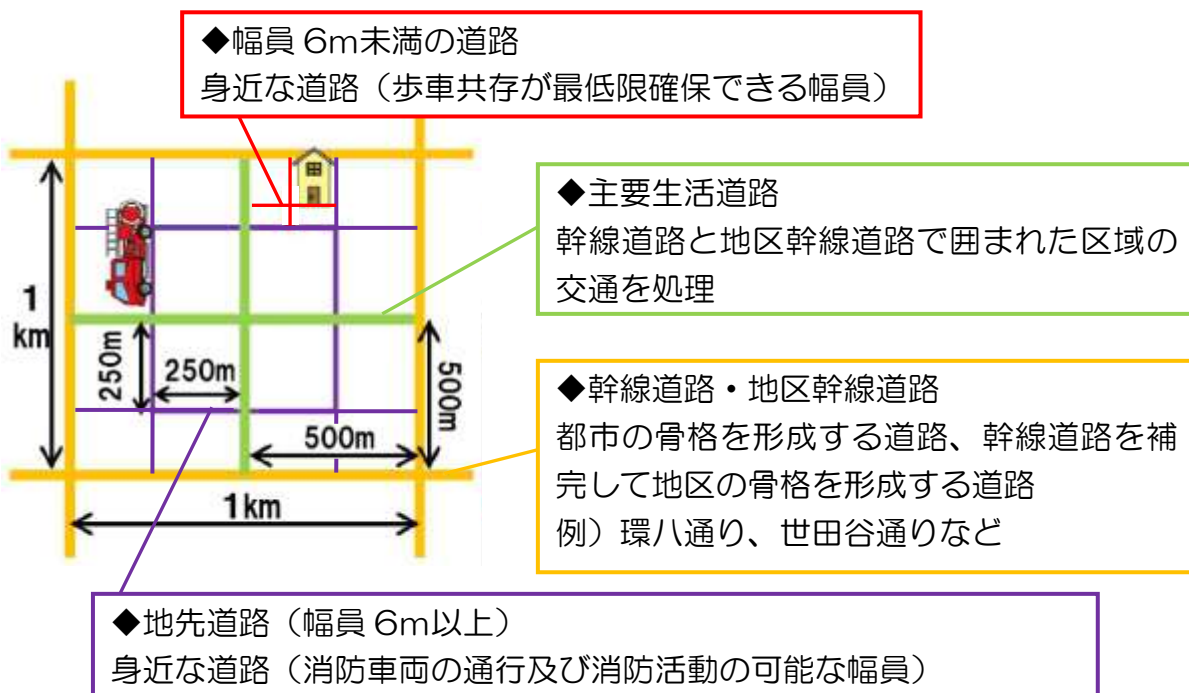 ◆幅員6m未満の道路
身近な道路（歩車共存が最低限確保できる幅員）
◆主要生活道路
幹線道路と地区幹線道路で囲まれた区域の
交通を処理
1
km
250m
250m
500m
500m
1km
◆幹線道路・地区幹線道路
都市の骨格を形成する道路、幹線道路を補
完して地区の骨格を形成する道路
例）環八通り、世田谷通りなど
◆地先道路（幅員6m以上）
身近な道路（消防車両の通行及び消防活動の可能な幅員）